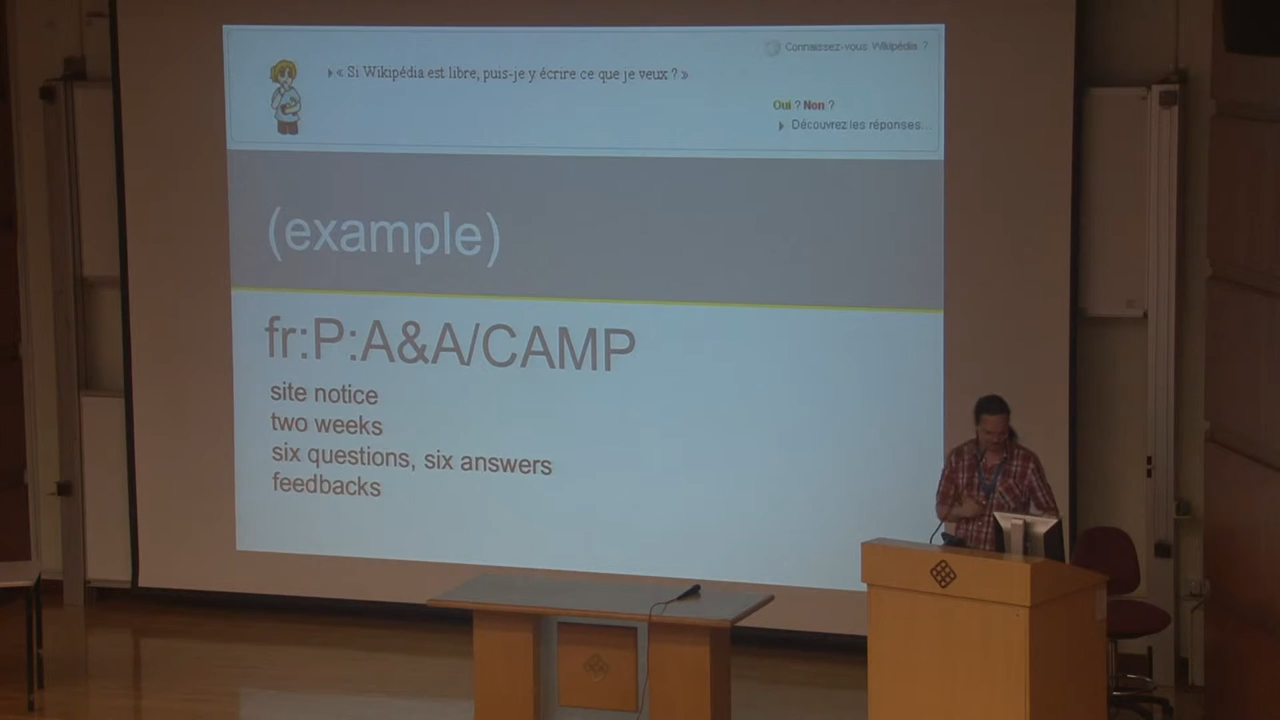 Connaissez-vous Wikipédia ?
« Si Wikipédia est libre, puis-je y écrire ce que je veux ? »
Oui ? Non ?
Découvrez les réponses...
(example)
fr:P:A&A/CAMP
site notice
two weeks
six questions, six answers
feedbacks